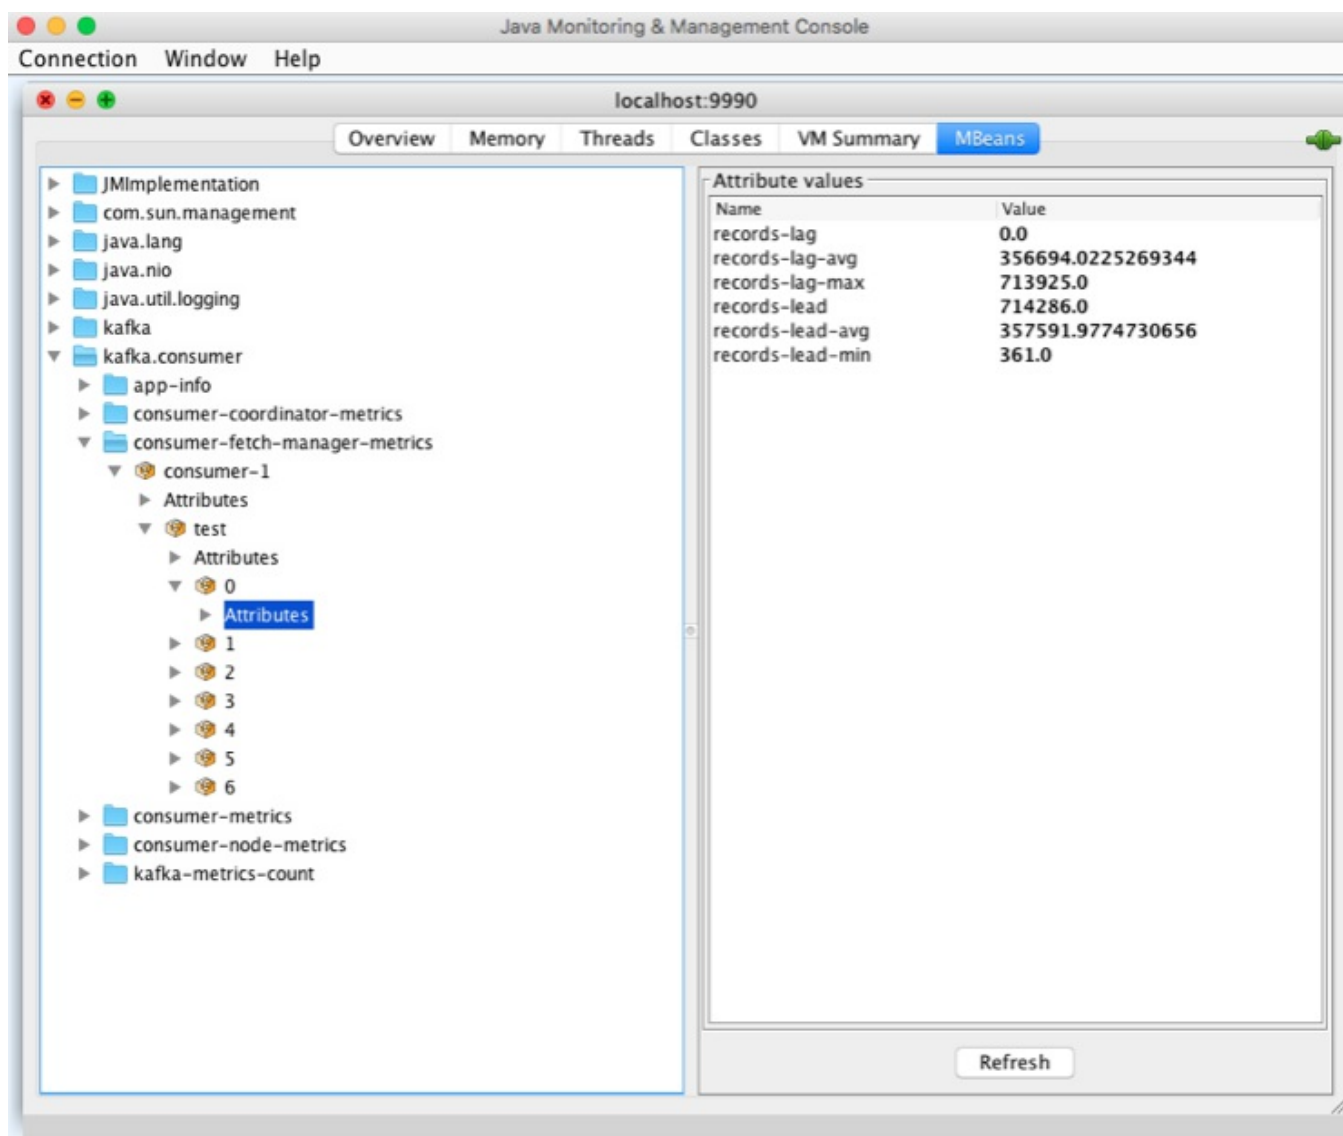 Java Monitoring & Management Console
Connection Window Help
localhost:9990
Overview Memory Threads Classes VM Summary MBeans
JMImplementation
com.sun.management
java.lang
java.nio
java.util.logging
kafka
kafka.consumer
app-info
consumer-coordinator-metrics
consumer-fetch-manager-metrics
consumer-1
Attributes
test
Attributes
0
Attributes
1
2
3
4
5
6
consumer-metrics
consumer-node-metrics
kafka-metrics-count
Attribute values
Name Value
records-lag 0.0
records-lag-avg 356694.0225269344
records-lag-max 713925.0
records-lead 714286.0
records-lead-avg 357591.9774730656
records-lead-min 361.0
Refresh